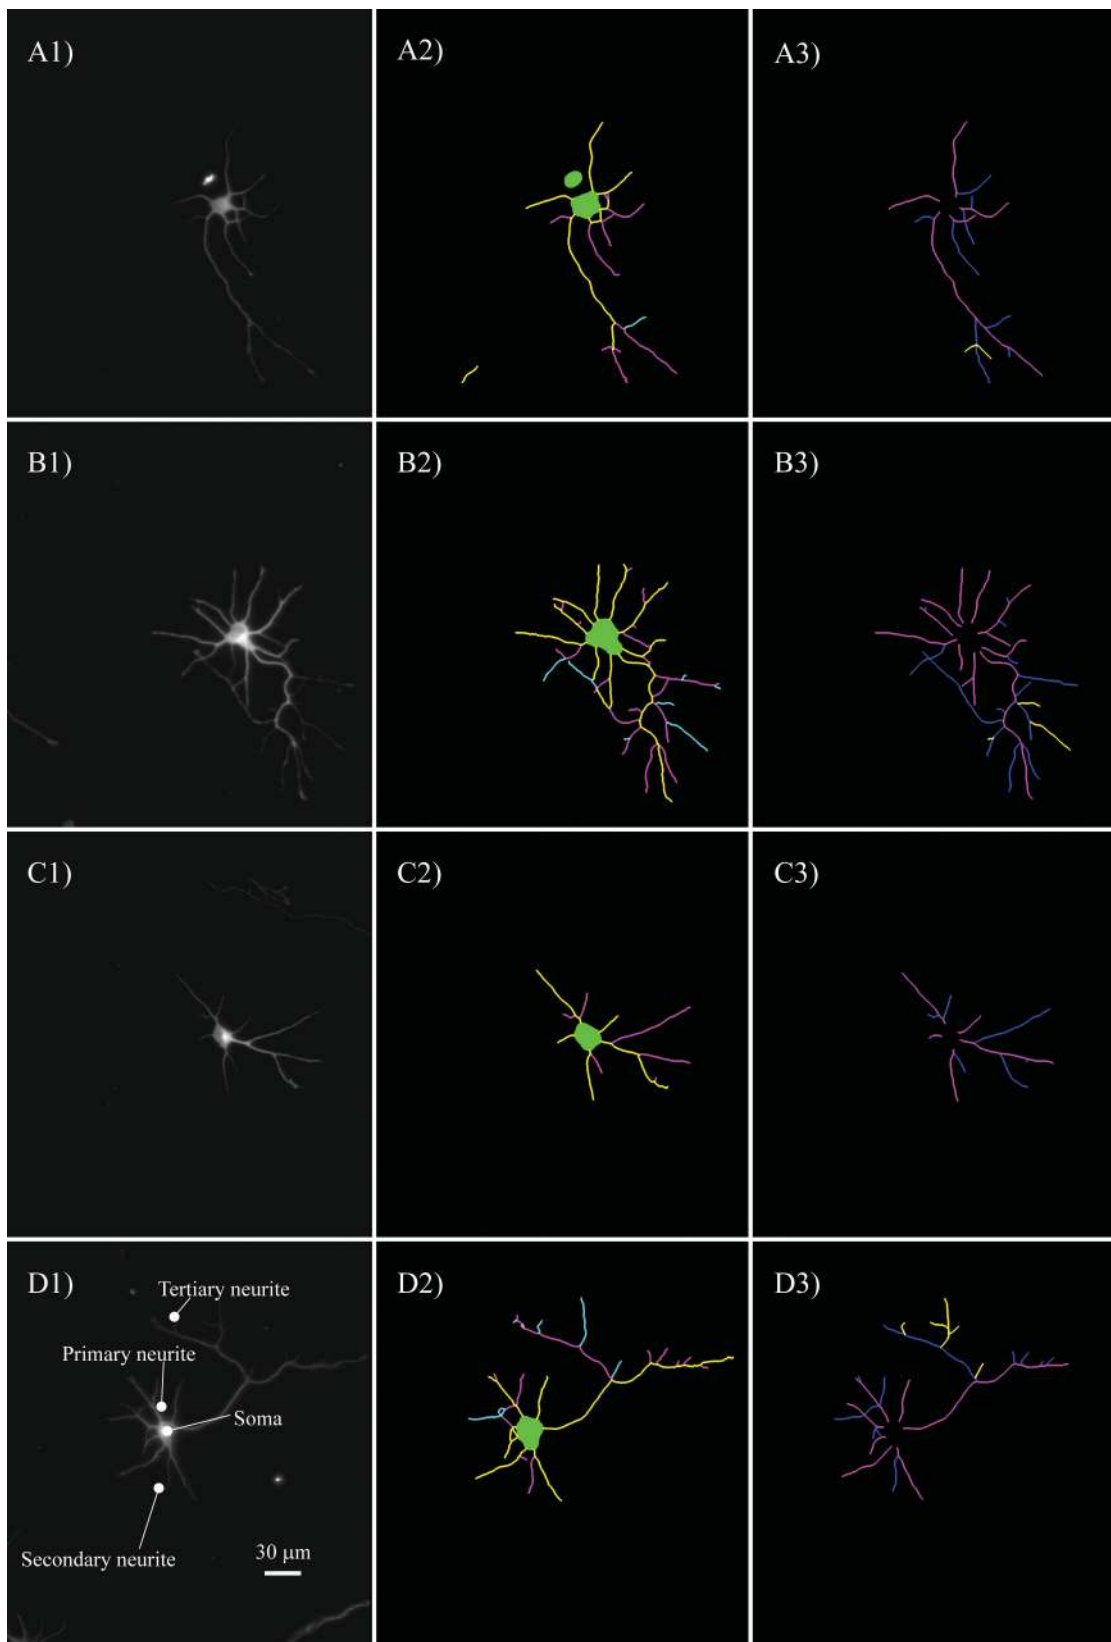 A1)
A2)
A3)
B1)
B2)
B3)
C1)
C2)
C3)
D1)
D2)
D3)
Tertiary neurite
Primary neurite
Soma
Secondary neurite
30 μm